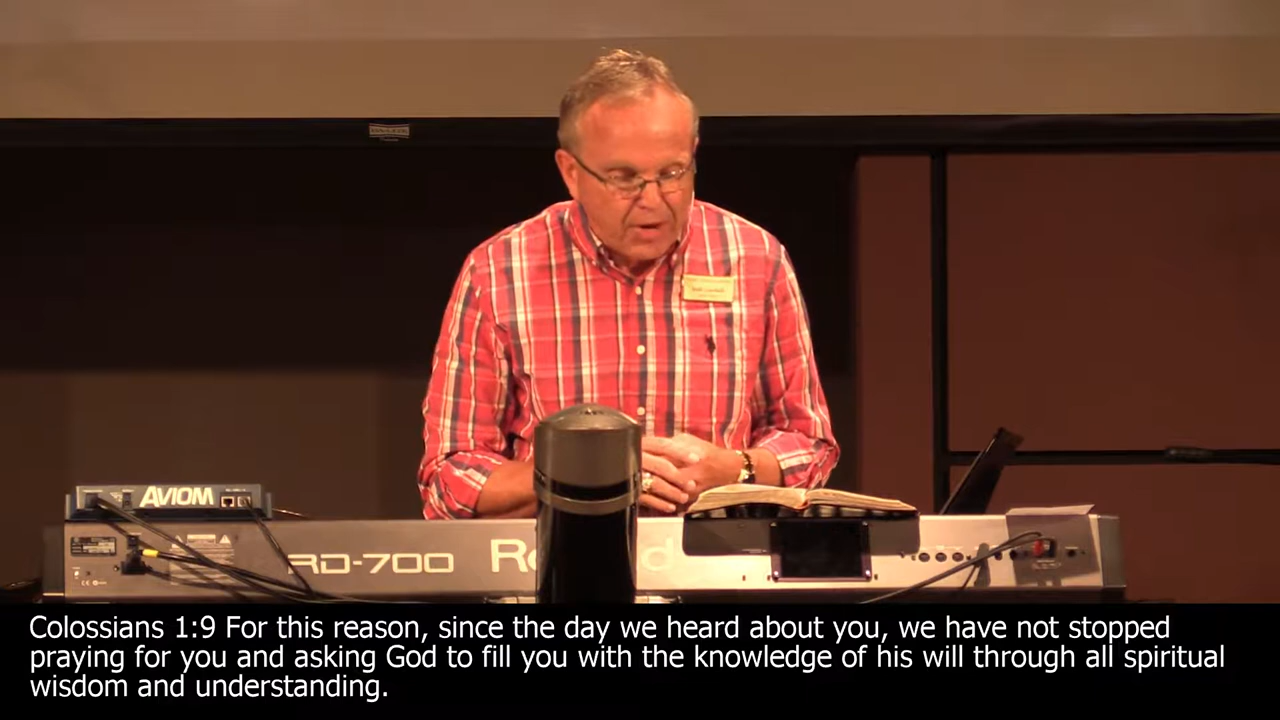 AVIOM
RD-700
Colossians 1:9 For this reason, since the day we heard about you, we have not stopped
praying for you and asking God to fill you with the knowledge of his will through all spiritual
wisdom and understanding.